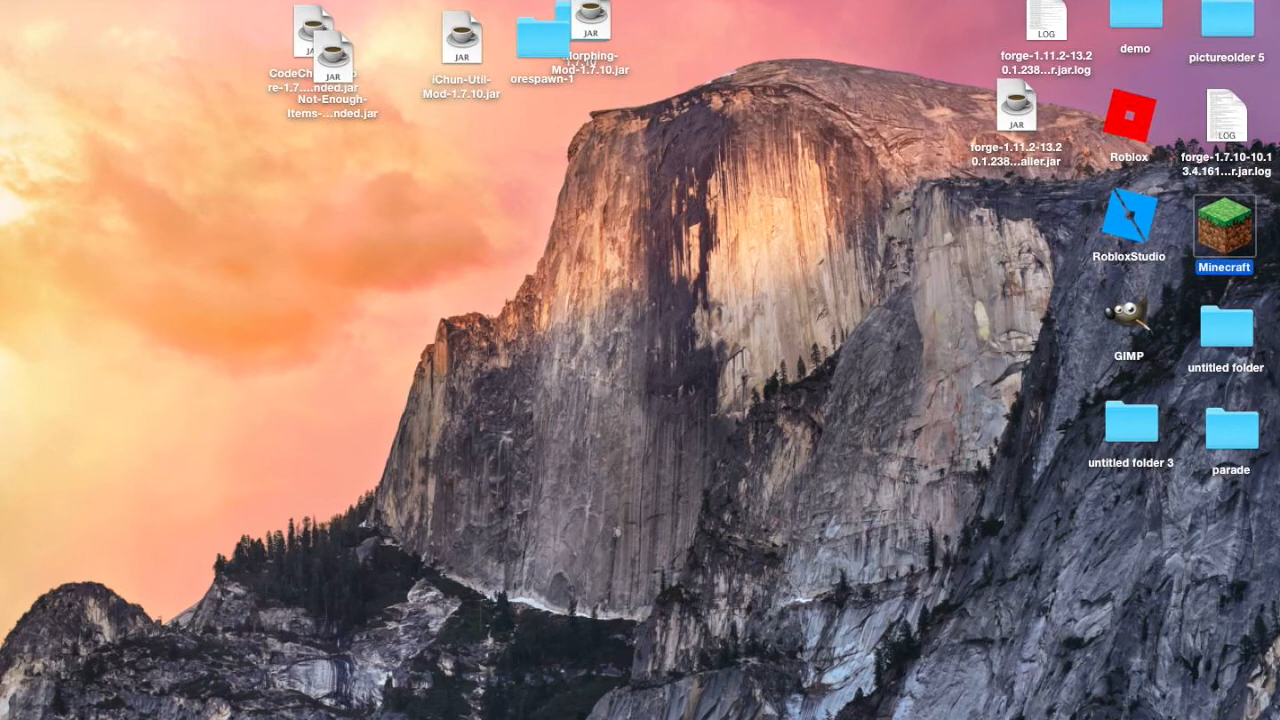 CodeCh
re-1.7....nded.jar
JAR
Not-Enough-
Items-...nded.jar
JAR
iChun-Util-
Mod-1.7.10.jar
orespawn-1
JAR
Morphing-
Mod-1.7.10.jar
LOG
forge-1.11.2-13.2
0.1.238...r.jar.log
demo
pictureolder 5
JAR
forge-1.11.2-13.2
0.1.238...aller.jar
Roblox
LOG
forge-1.7.10-10.1
3.4.161...r.jar.log
RobloxStudio
Minecraft
GIMP
untitled folder
untitled folder 3
parade